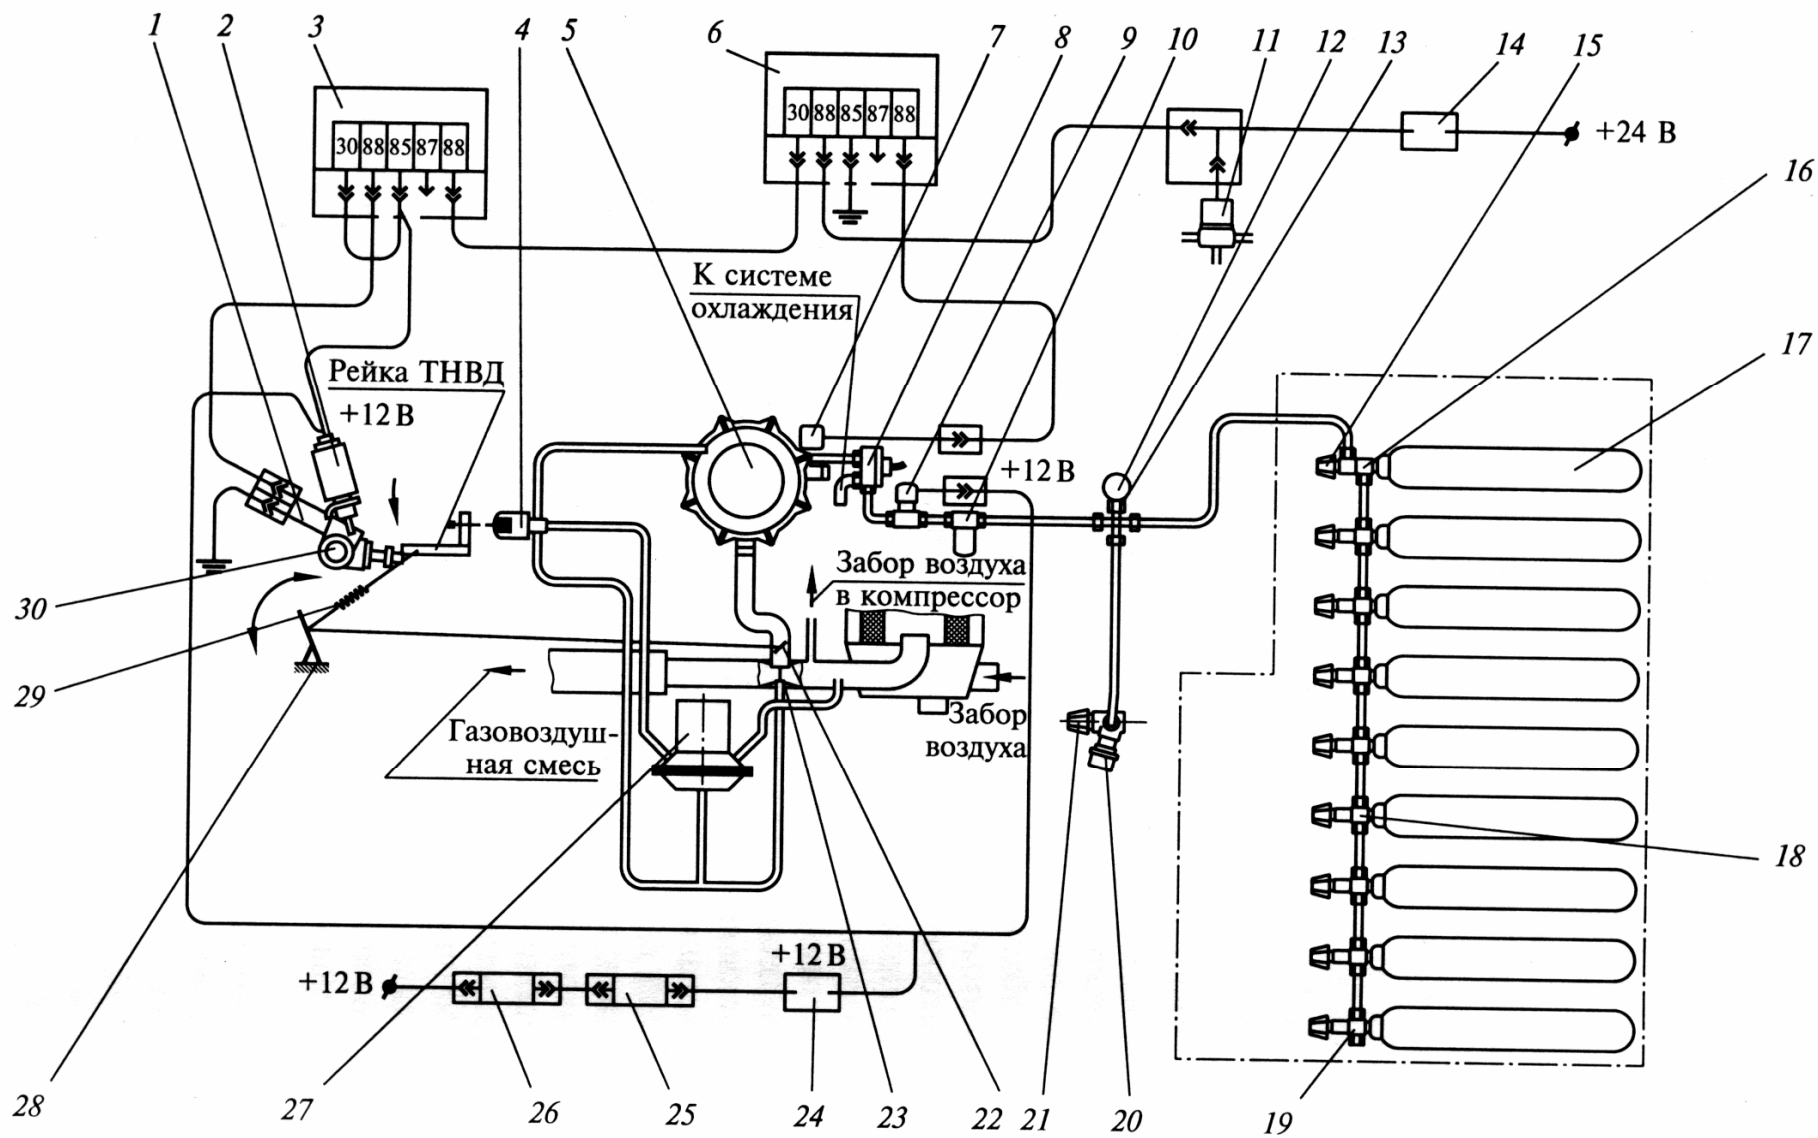 1
2
3
4
5
6
7
8
9
10
11
12
13
14
15
30
88
85
87
88
30
88
85
87
88
+24 В
16
К системе
охлаждения
17
Рейка ТНВД
+12 В
+12 В
Забор воздуха
в компрессор
30
29
Забор
воздуха
Газовоздуш-
ная смесь
18
+12 В
+12 В
28
27
26
25
24
23
22
21
20
19